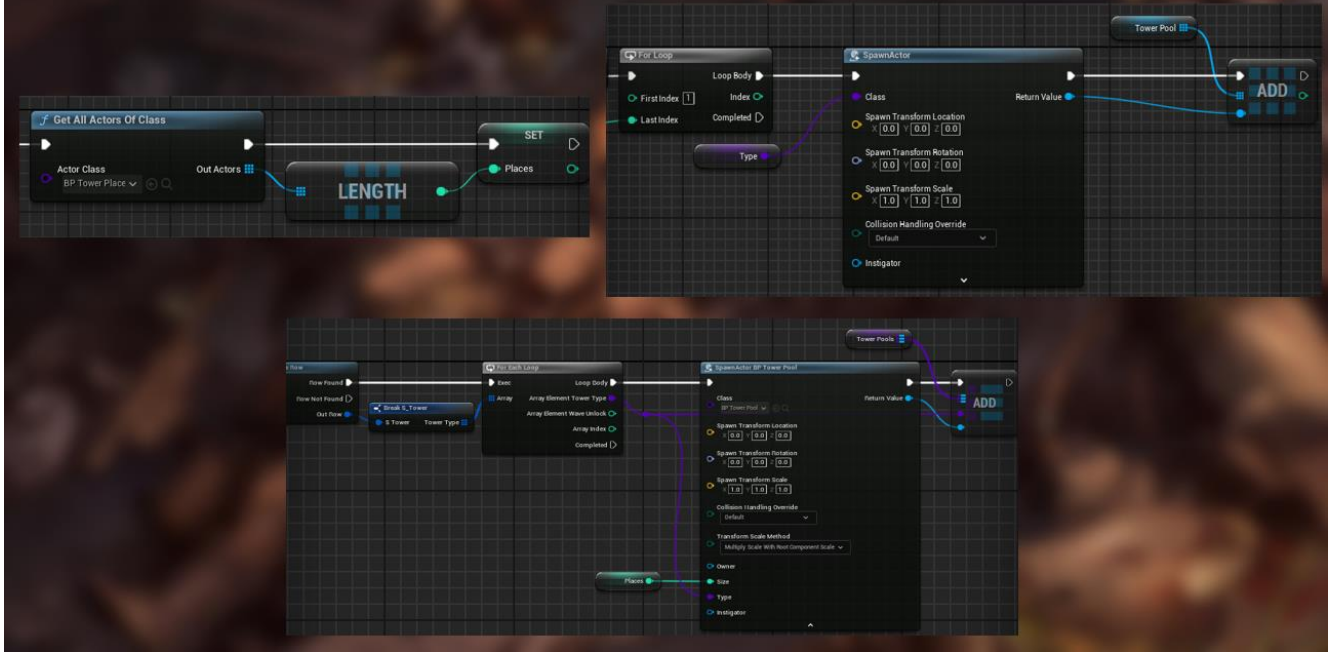 Get All Actors Of Class
Actor Class
Out Actors
BP Tower Place
LENGTH
SET
Places
For Loop
Loop Body
First Index 1
Index
Last Index
Completed
Type
SpawnActor
Class
Return Value
Spawn Transform Location
X 0.0 Y 0.0 Z 0.0
Spawn Transform Rotation
X 0.0 Y 0.0 Z 0.0
Spawn Transform Scale
X 1.0 Y 1.0 Z 1.0
Collision Handling Override
Default
Instigator
Tower Pool
ADD
Row Found
Row Not Found
Out Row
Break S_Tower
S Tower
Tower Type
For Each Loop
Exec
Loop Body
Array
Array Element Tower Type
Array Element Wave Unlock
Array Index
Completed
Places
SpawnActor BP Tower Pool
Class
Return Value
BP Tower Pool
Spawn Transform Location
X 0.0 Y 0.0 Z 0.0
Spawn Transform Rotation
X 0.0 Y 0.0 Z 0.0
Spawn Transform Scale
X 1.0 Y 1.0 Z 1.0
Collision Handling Override
Default
Transform Scale Method
Multiply Scale With Root Component Scale
Owner
Size
Type
Instigator
Tower Pools
ADD